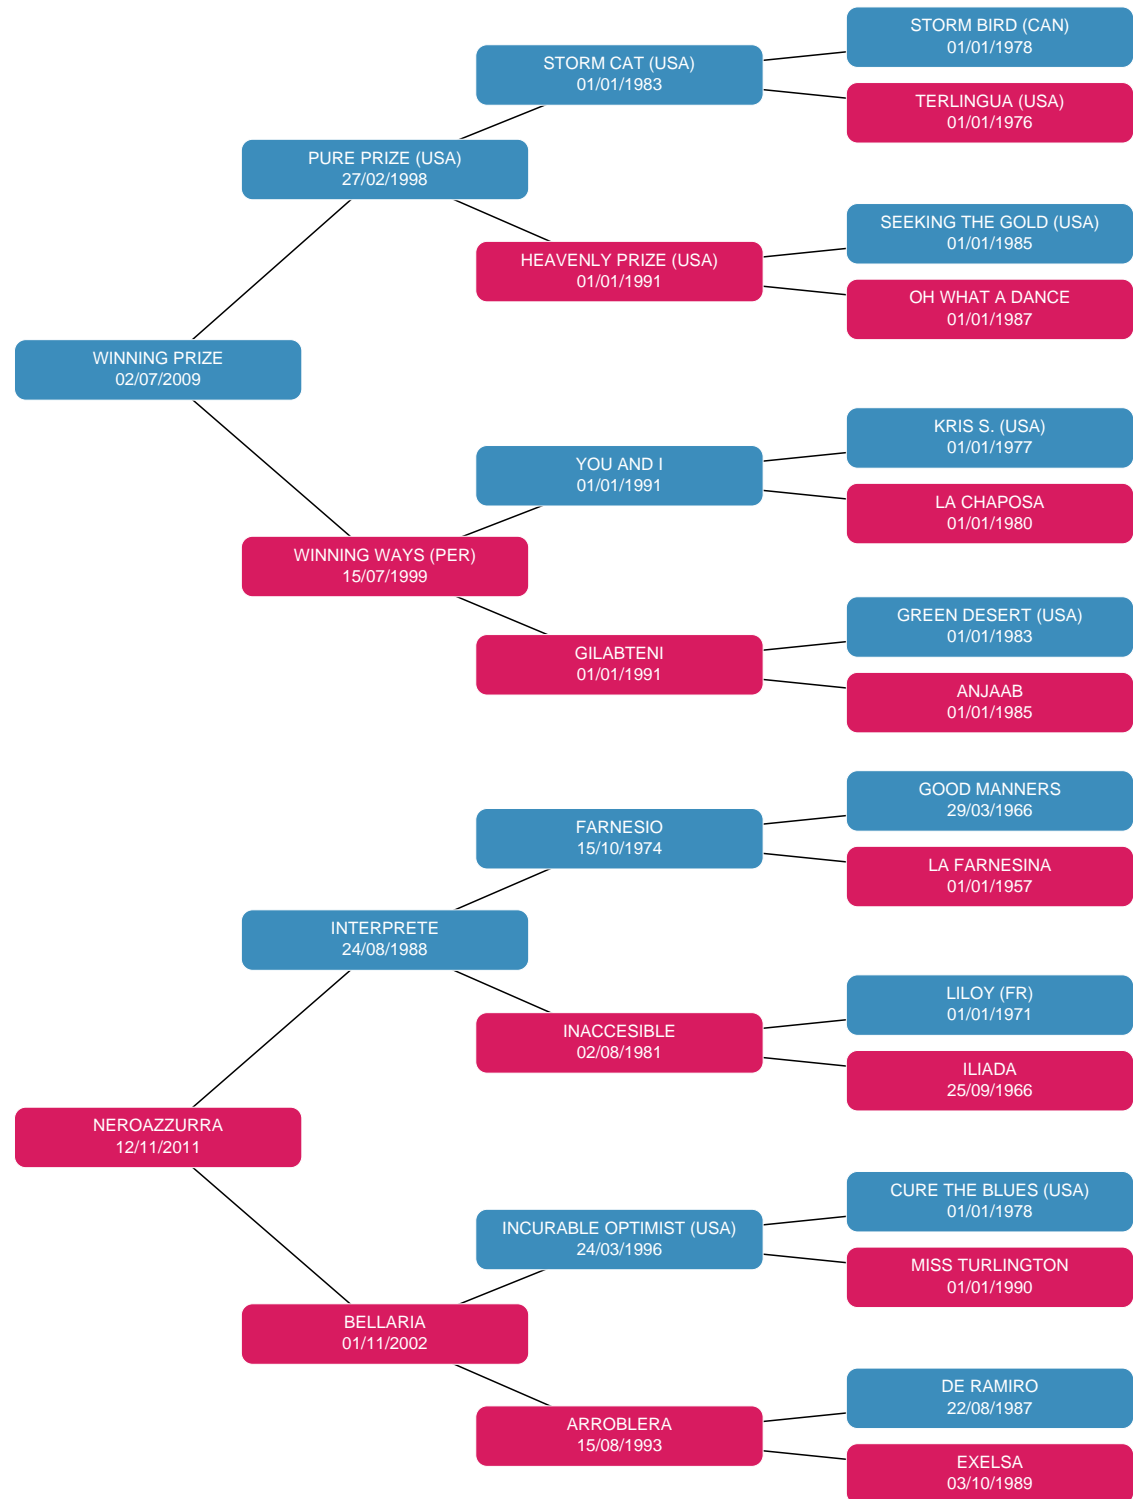 STORM BIRD (CAN)
01/01/1978
STORM CAT (USA)
01/01/1983
TERLINGUA (USA)
01/01/1976
PURE PRIZE (USA)
27/02/1998
SEEKING THE GOLD (USA)
01/01/1985
HEAVENLY PRIZE (USA)
01/01/1991
OH WHAT A DANCE
01/01/1987
WINNING PRIZE
02/07/2009
KRIS S. (USA)
01/01/1977
YOU AND I
01/01/1991
LA CHAPOSA
01/01/1980
WINNING WAYS (PER)
15/07/1999
GREEN DESERT (USA)
01/01/1983
GILABTENI
01/01/1991
ANJAAB
01/01/1985
GOOD MANNERS
29/03/1966
FARNESIO
15/10/1974
LA FARNESINA
01/01/1957
INTERPRETE
24/08/1988
LILOY (FR)
01/01/1971
INACCESIBLE
02/08/1981
ILIADA
25/09/1966
NEROAZZURRA
12/11/2011
CURE THE BLUES (USA)
01/01/1978
INCURABLE OPTIMIST (USA)
24/03/1996
MISS TURLINGTON
01/01/1990
BELLARIA
01/11/2002
DE RAMIRO
22/08/1987
ARROBLERA
15/08/1993
EXELSA
03/10/1989